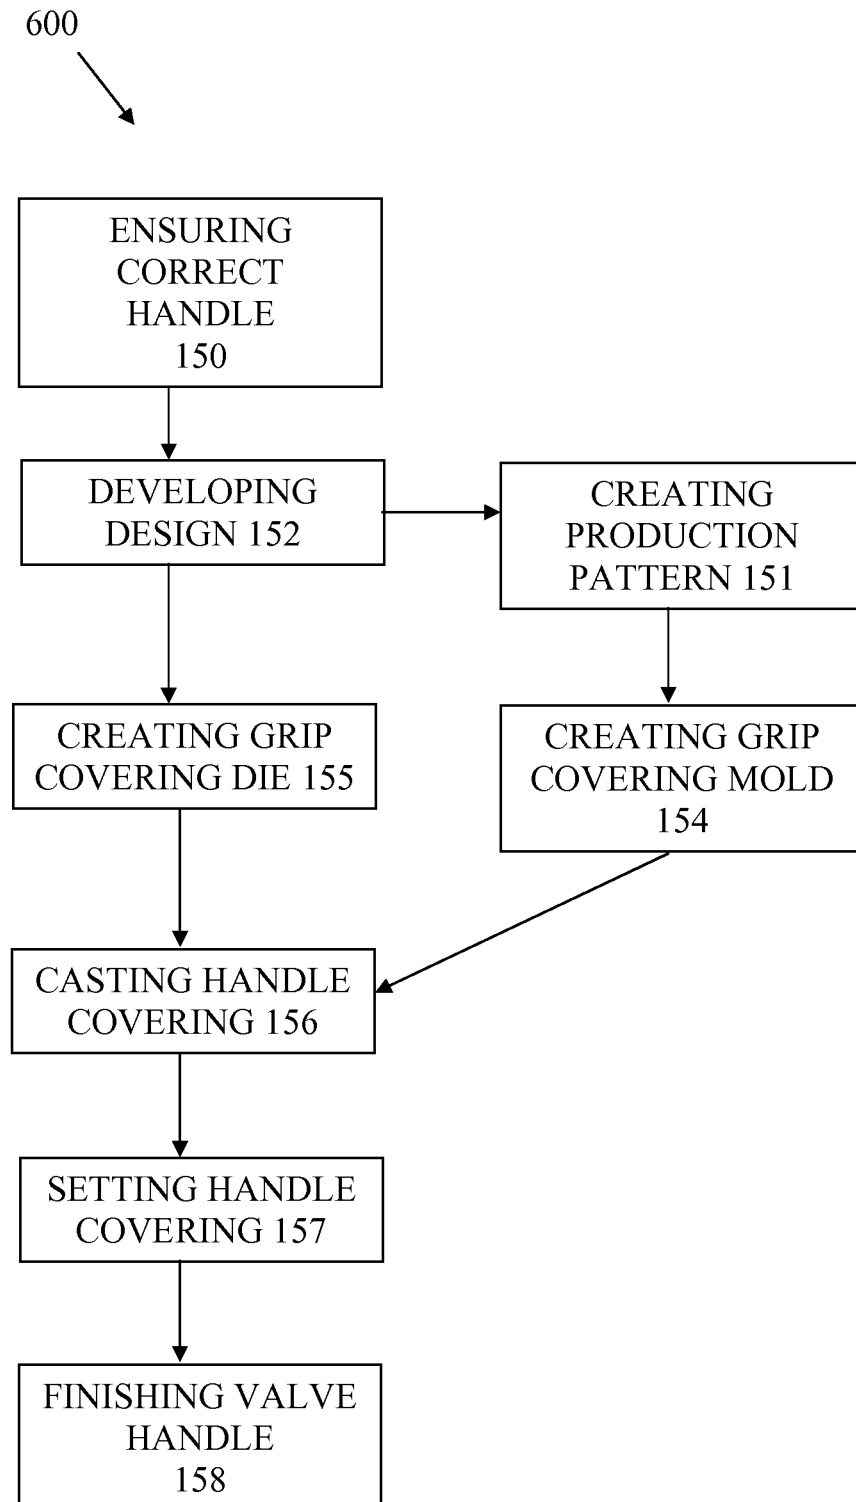 600
ENSURING
CORRECT
HANDLE
150
DEVELOPING
DESIGN 152
CREATING
PRODUCTION
PATTERN 151
CREATING GRIP
COVERING DIE 155
CREATING GRIP
COVERING MOLD
154
CASTING HANDLE
COVERING 156
SETTING HANDLE
COVERING 157
FINISHING VALVE
HANDLE
158